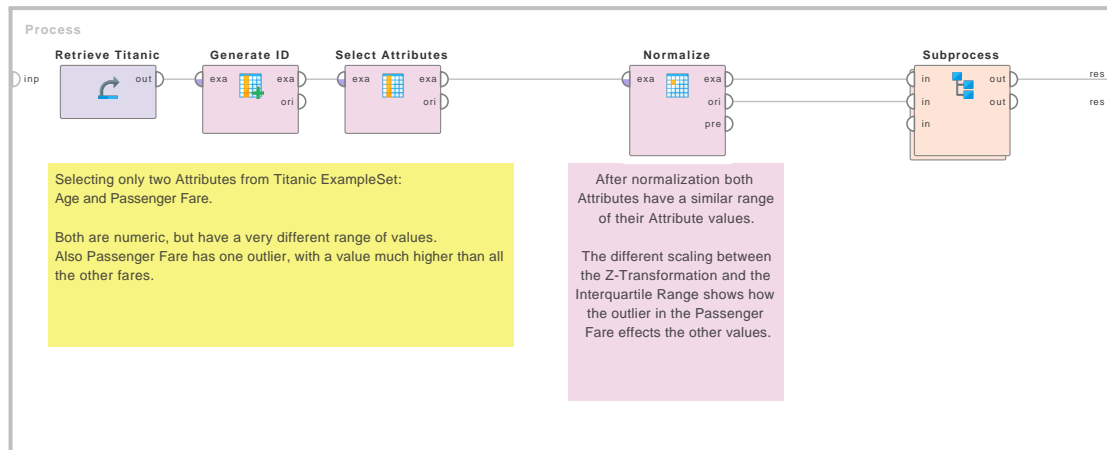 Process
Retrieve Titanic
Generate ID
Select Attributes
Normalize
Subprocess
inp
out
exa
exa
ori
exa
exa
ori
exa
exa
ori
pre
in
out
in
out
in
res
res
Selecting only two Attributes from Titanic ExampleSet:
Age and Passenger Fare.
Both are numeric, but have a very different range of values.
Also Passenger Fare has one outlier, with a value much higher than all
the other fares.
After normalization both
Attributes have a similar range
of their Attribute values.
The different scaling between
the Z-Transformation and the
Interquartile Range shows how
the outlier in the Passenger
Fare effects the other values.